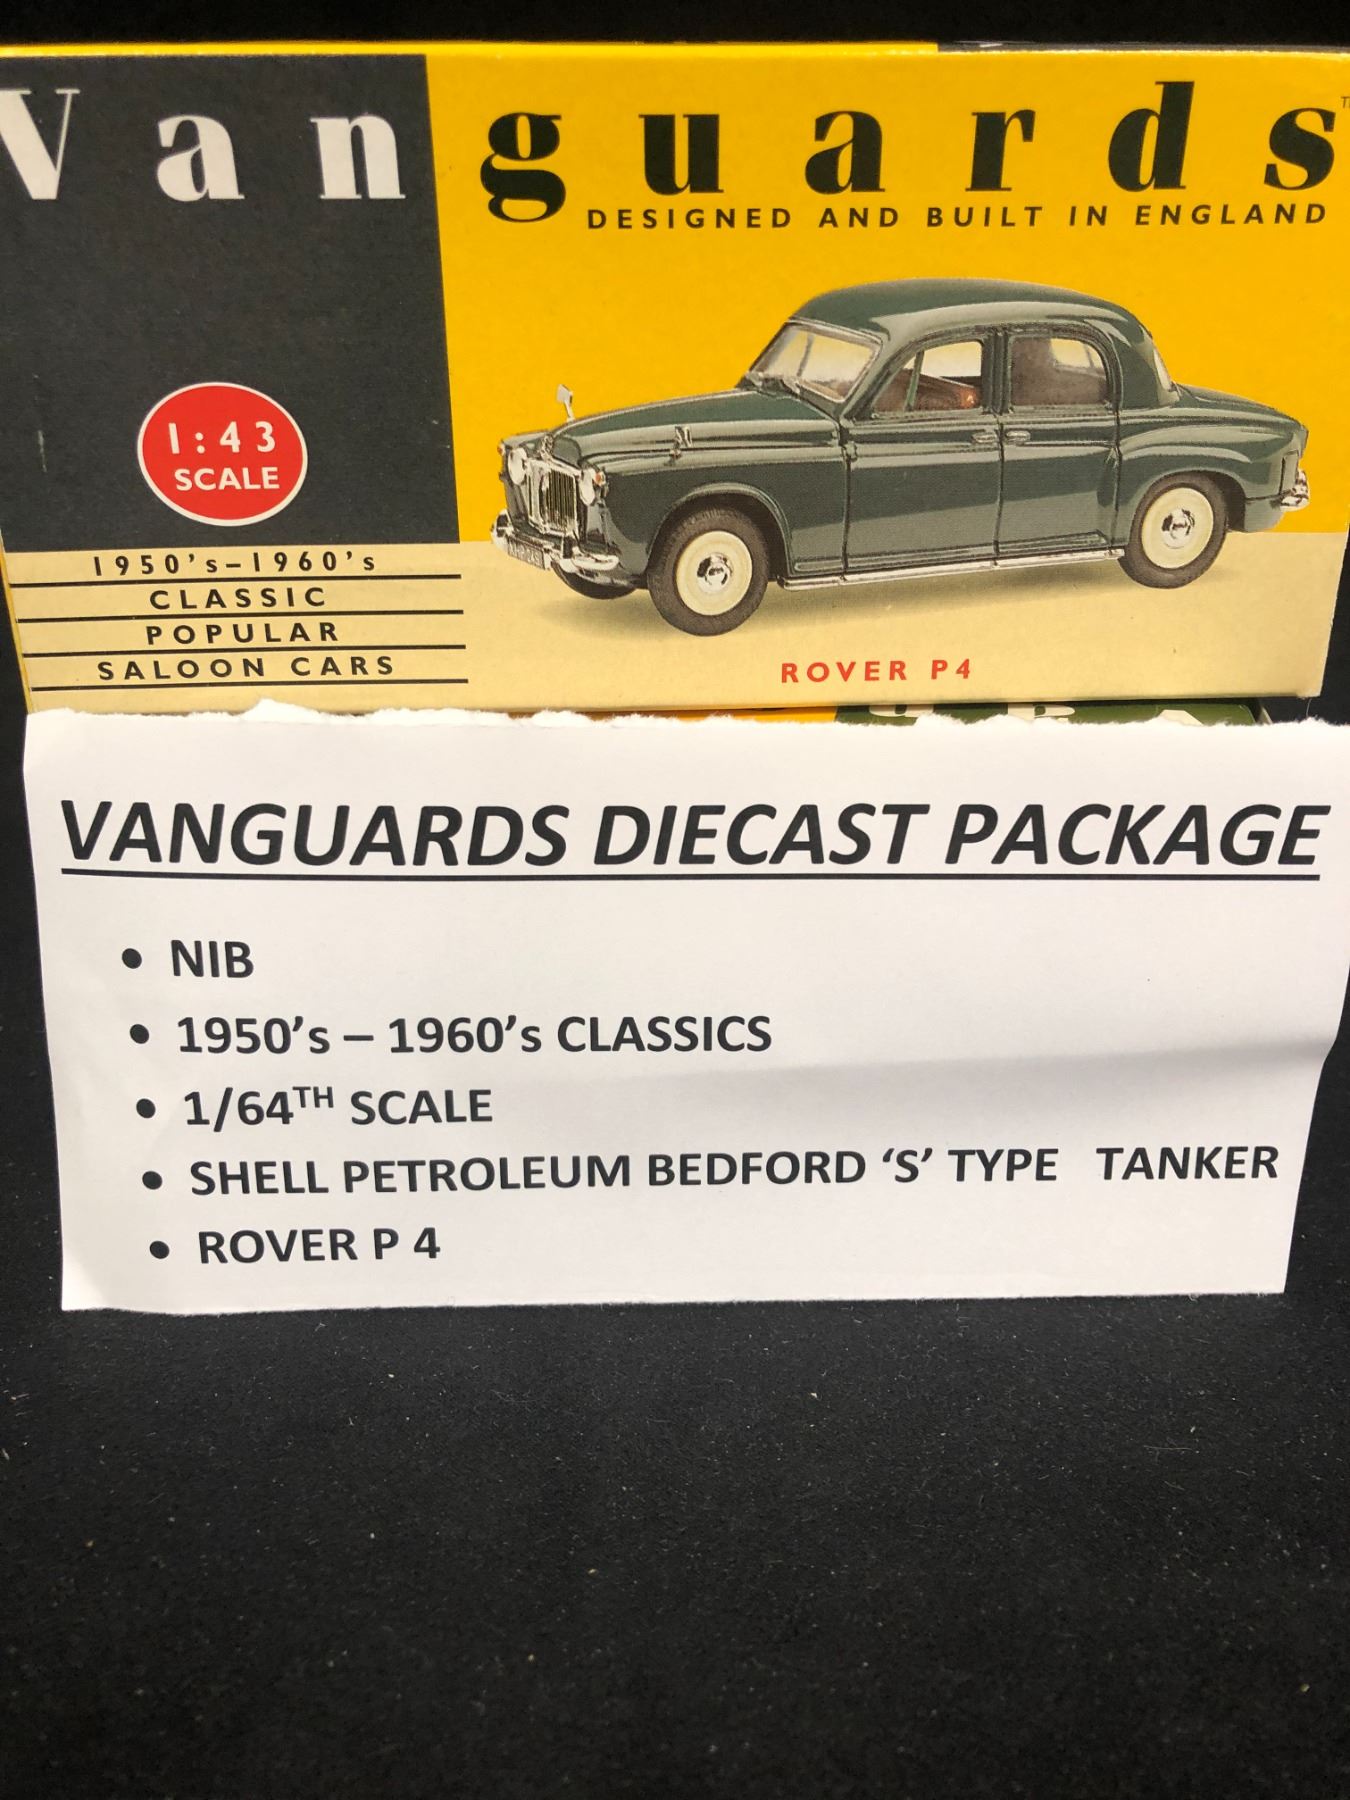 Vanguards
DESIGNED AND BUILT IN ENGLAND
1:43
SCALE
1950's-1960's
CLASSIC
POPULAR
SALOON CARS
ROVER P4
VANGUARDS DIECAST PACKAGE
• NIB
• 1950's – 1960's CLASSICS
• 1/64TH SCALE
• SHELL PETROLEUM BEDFORD 'S' TYPE TANKER
• ROVER P 4